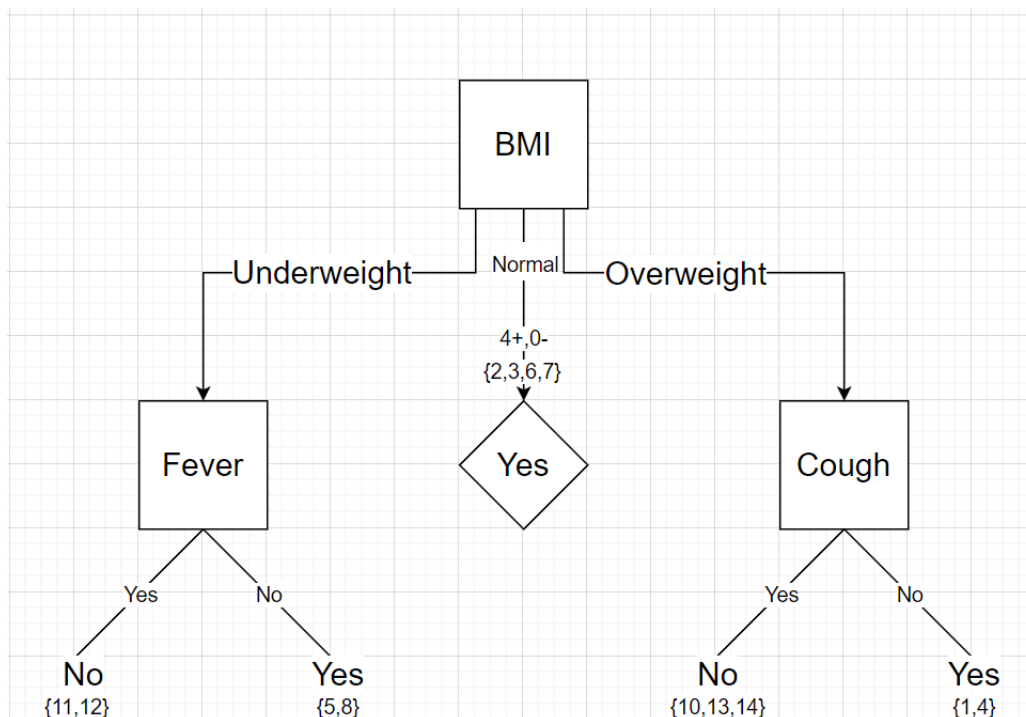 BMI
Underweight
Normal
Overweight
4+,0-
{2,3,6,7}
Fever
Yes
Cough
Yes
No
Yes
No
No
Yes
No
Yes
{11,12}
{5,8}
{10,13,14}
{1,4}